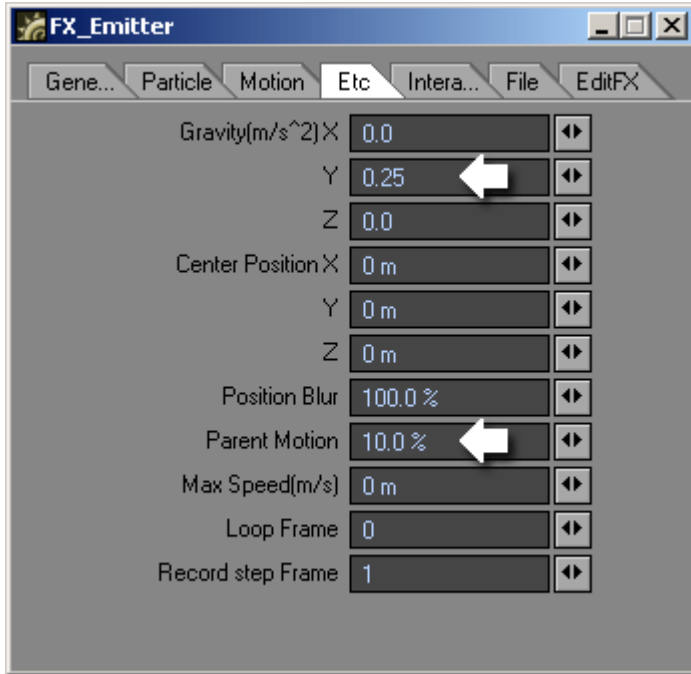 FX_Emitter
Gene... Particle Motion Etc Intera... File EditFX
Gravity(m/s^2) X 0.0
Y 0.25
Z 0.0
Center Position X 0 m
Y 0 m
Z 0 m
Position Blur 100.0 %
Parent Motion 10.0 %
Max Speed(m/s) 0 m
Loop Frame 0
Record step Frame 1